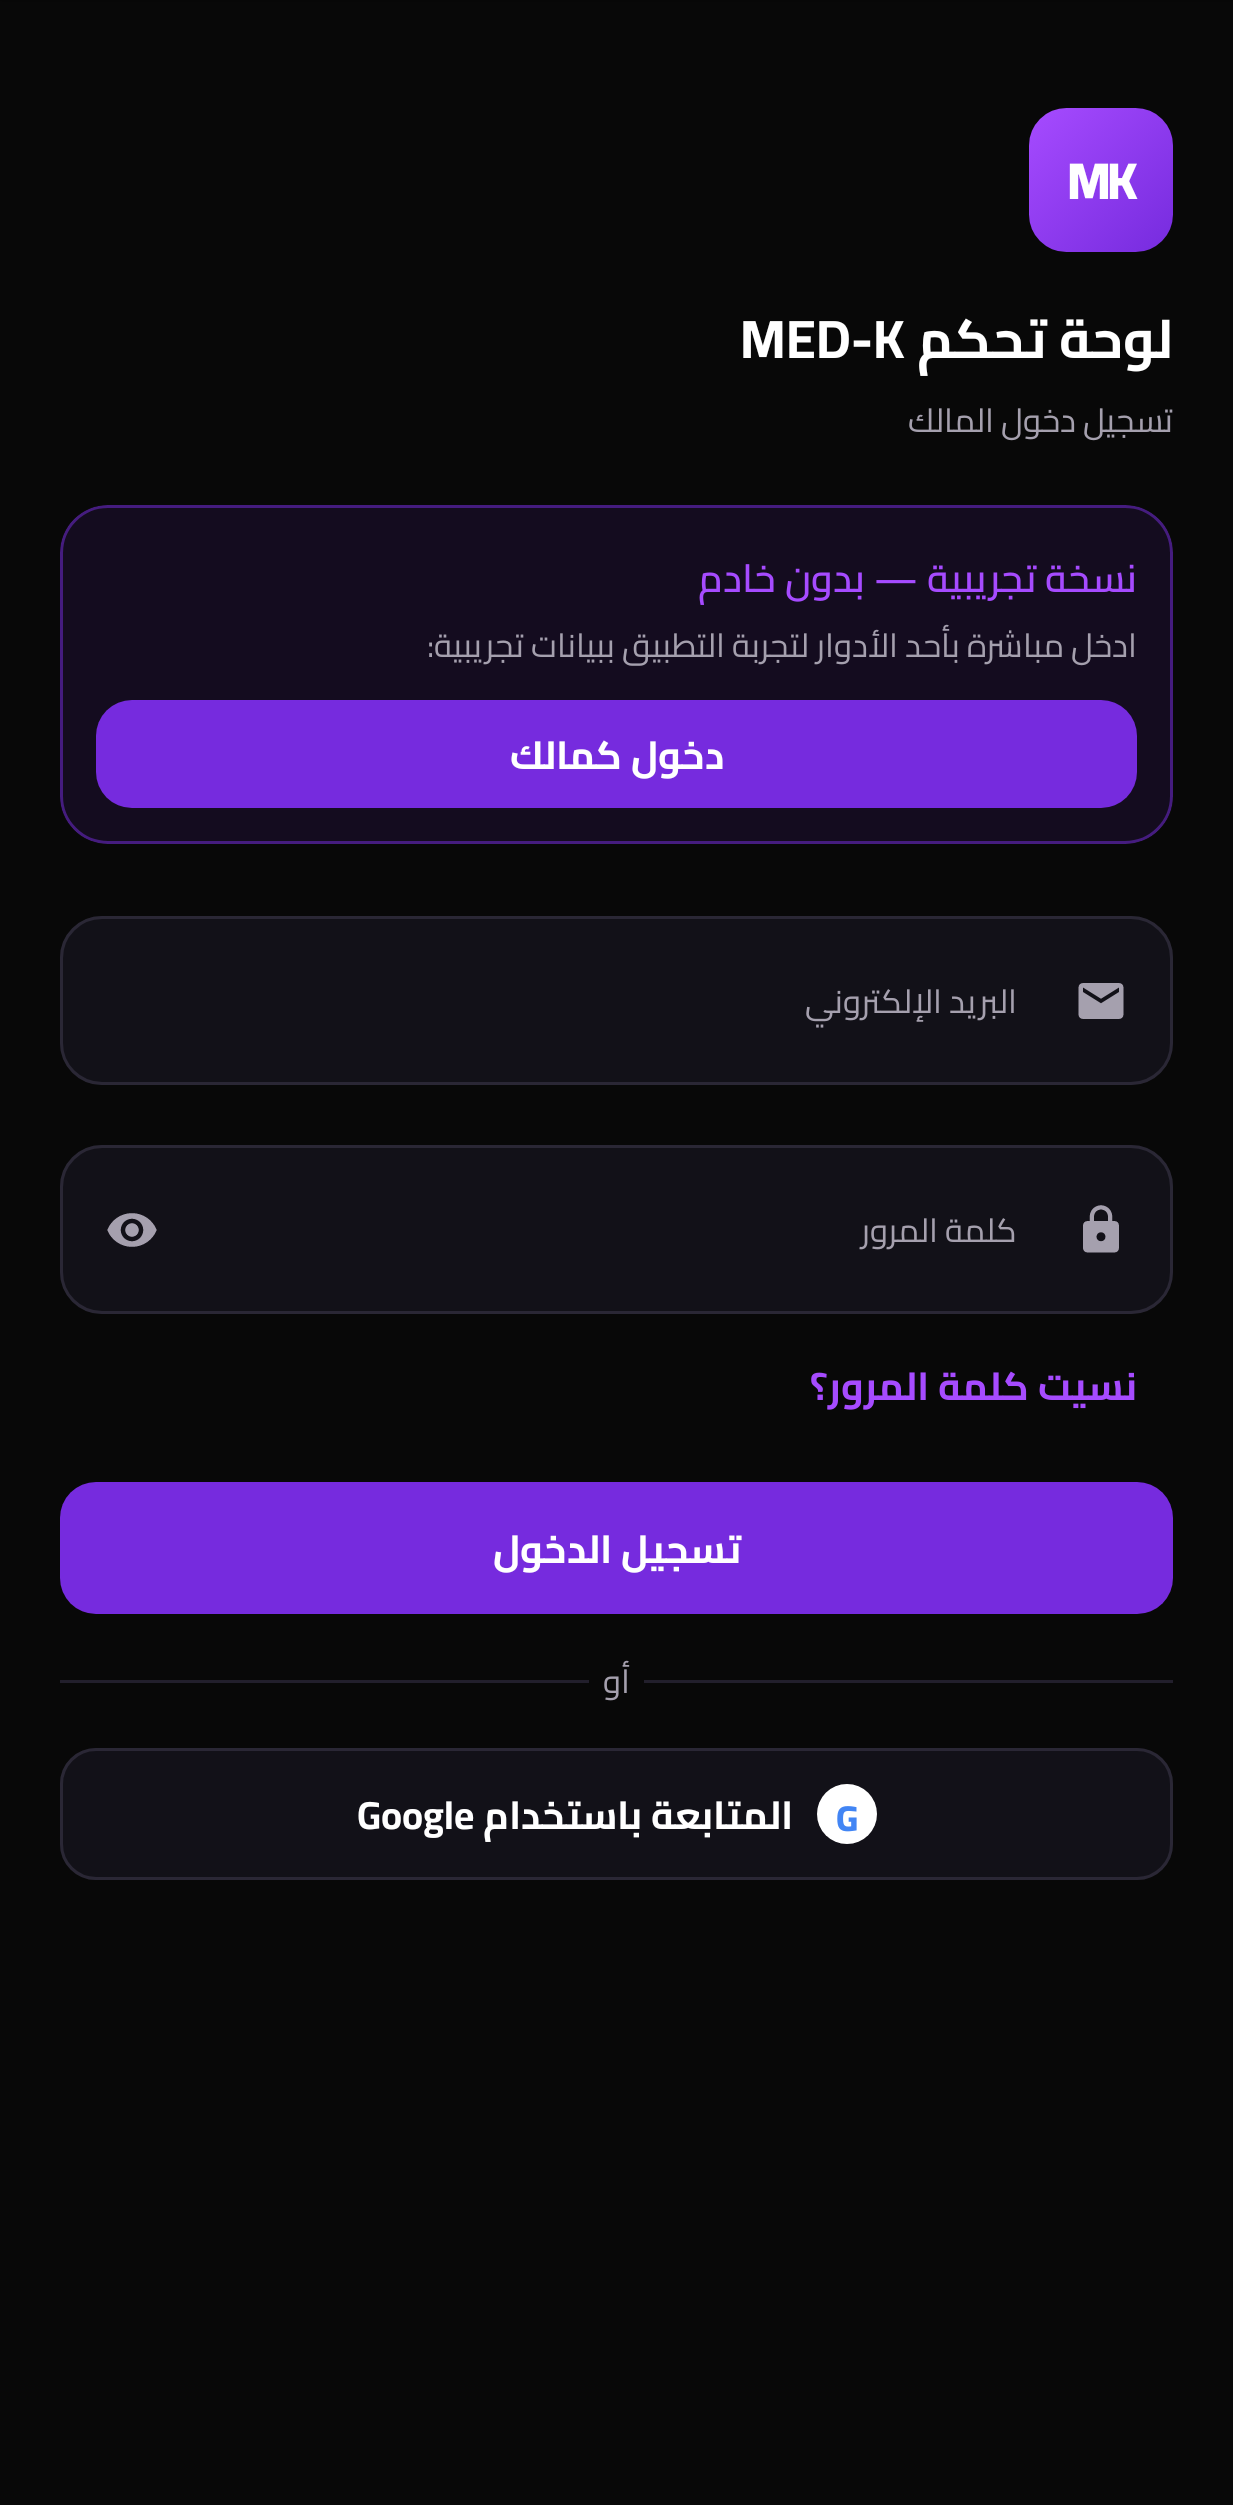 MK
لوحة تحكم MED-K
تسجيل دخول المالك
نسخة تجريبية — بدون خادم
ادخل مباشرة بأحد الأدوار لتجربة التطبيق ببيانات تجريبية:
دخول كمالك
البريد الإلكتروني
كلمة المرور
نسيت كلمة المرور؟
تسجيل الدخول
أو
G المتابعة باستخدام Google